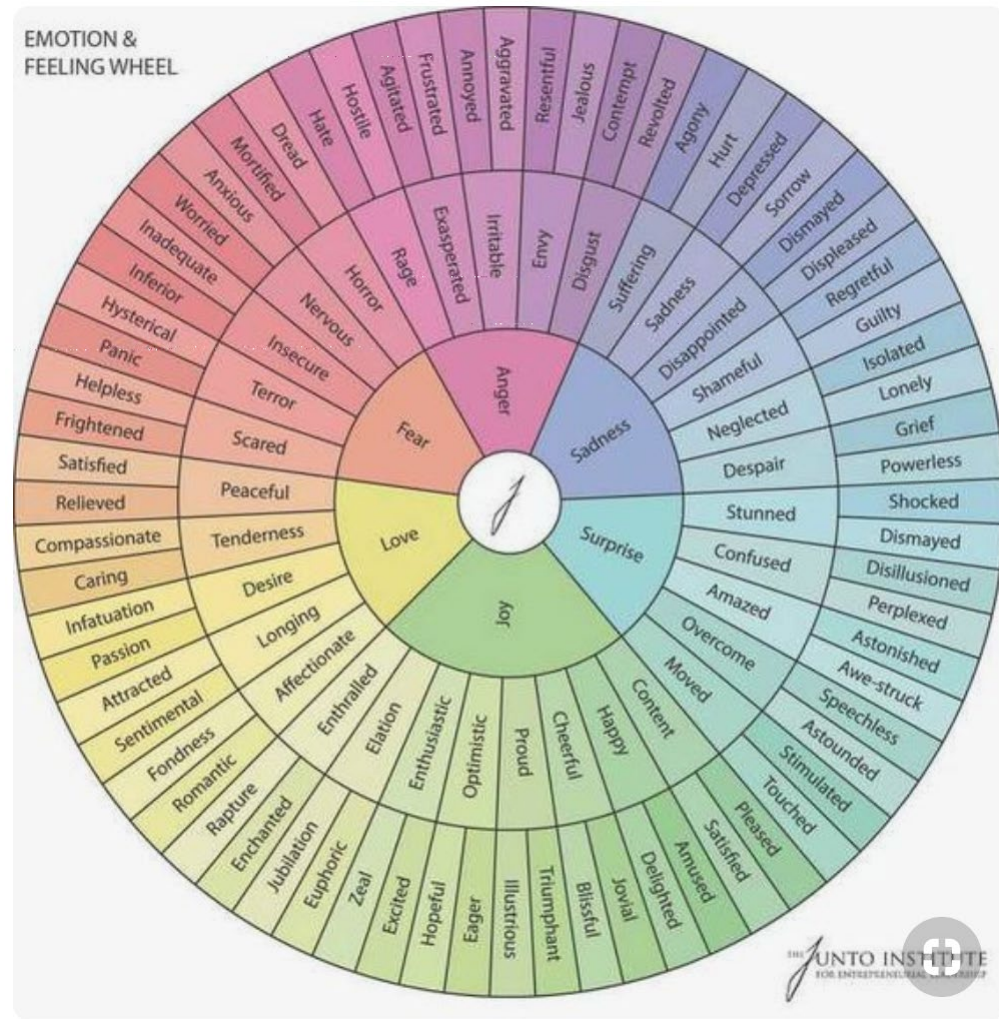 EMOTION &
FEELING WHEEL
Anger
Sadness
Surprise
Joy
Love
Fear
Rage
Exasperated
Irritable
Envy
Disgust
Suffering
Sadness
Disappointed
Shameful
Neglected
Despair
Stunned
Confused
Amazed
Overcome
Moved
Content
Happy
Cheerful
Proud
Optimistic
Enthusiastic
Elation
Enthralled
Affectionate
Longing
Desire
Tenderness
Peaceful
Scared
Terror
Insecure
Nervous
Horror
Hate
Hostile
Agitated
Frustrated
Annoyed
Aggravated
Resentful
Jealous
Contempt
Revolted
Agony
Hurt
Depressed
Sorrow
Dismayed
Displeased
Regretful
Guilty
Isolated
Lonely
Grief
Powerless
Shocked
Dismayed
Disillusioned
Perplexed
Astonished
Awe-struck
Speechless
Astounded
Stimulated
Touched
Pleased
Satisfied
Amused
Delighted
Jovial
Blissful
Triumphant
Illustrious
Eager
Hopeful
Excited
Zeal
Euphoric
Jubilation
Enchanted
Rapture
Romantic
Fondness
Sentimental
Attracted
Passion
Infatuation
Caring
Compassionate
Relieved
Satisfied
Frightened
Helpless
Panic
Hysterical
Inferior
Inadequate
Worried
Anxious
Mortified
Dread
THE JUNTO INSTITUTE
FOR ENTREPRENEURIAL LEADERSHIP